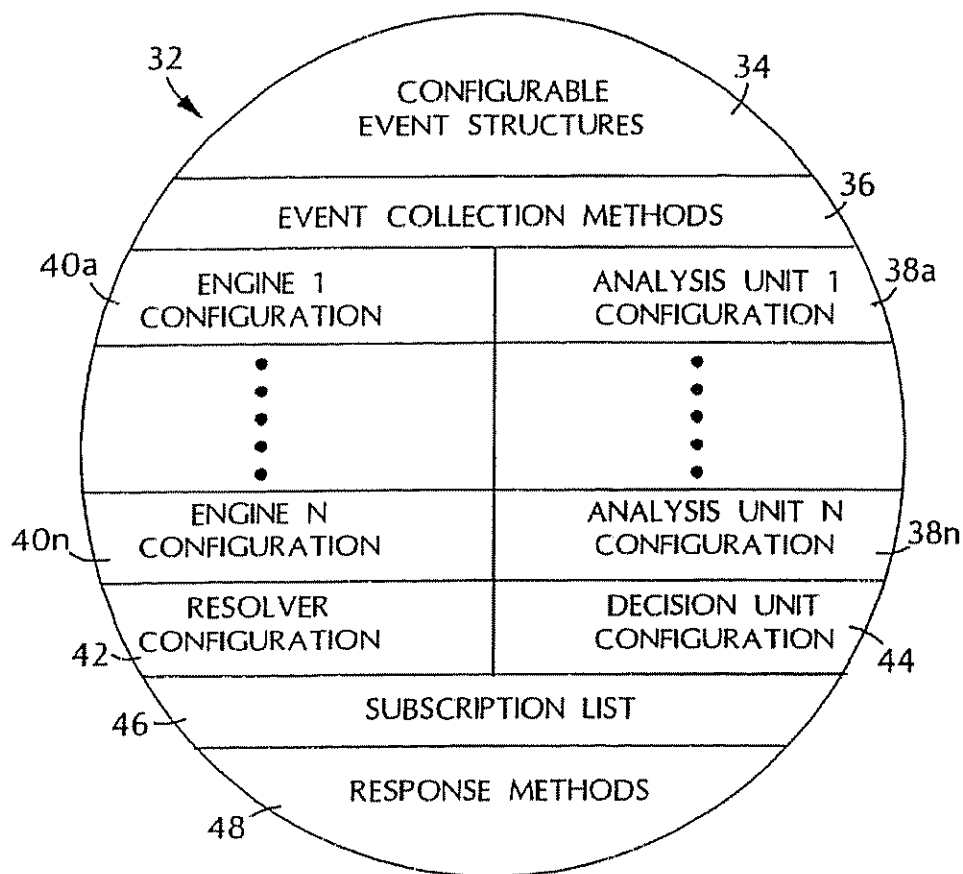 32
CONFIGURABLE
EVENT STRUCTURES
34
EVENT COLLECTION METHODS
36
40a
ENGINE 1
CONFIGURATION
ANALYSIS UNIT 1
CONFIGURATION
38a
40n
ENGINE N
CONFIGURATION
ANALYSIS UNIT N
CONFIGURATION
38n
42
RESOLVER
CONFIGURATION
DECISION UNIT
CONFIGURATION
44
46
SUBSCRIPTION LIST
48
RESPONSE METHODS